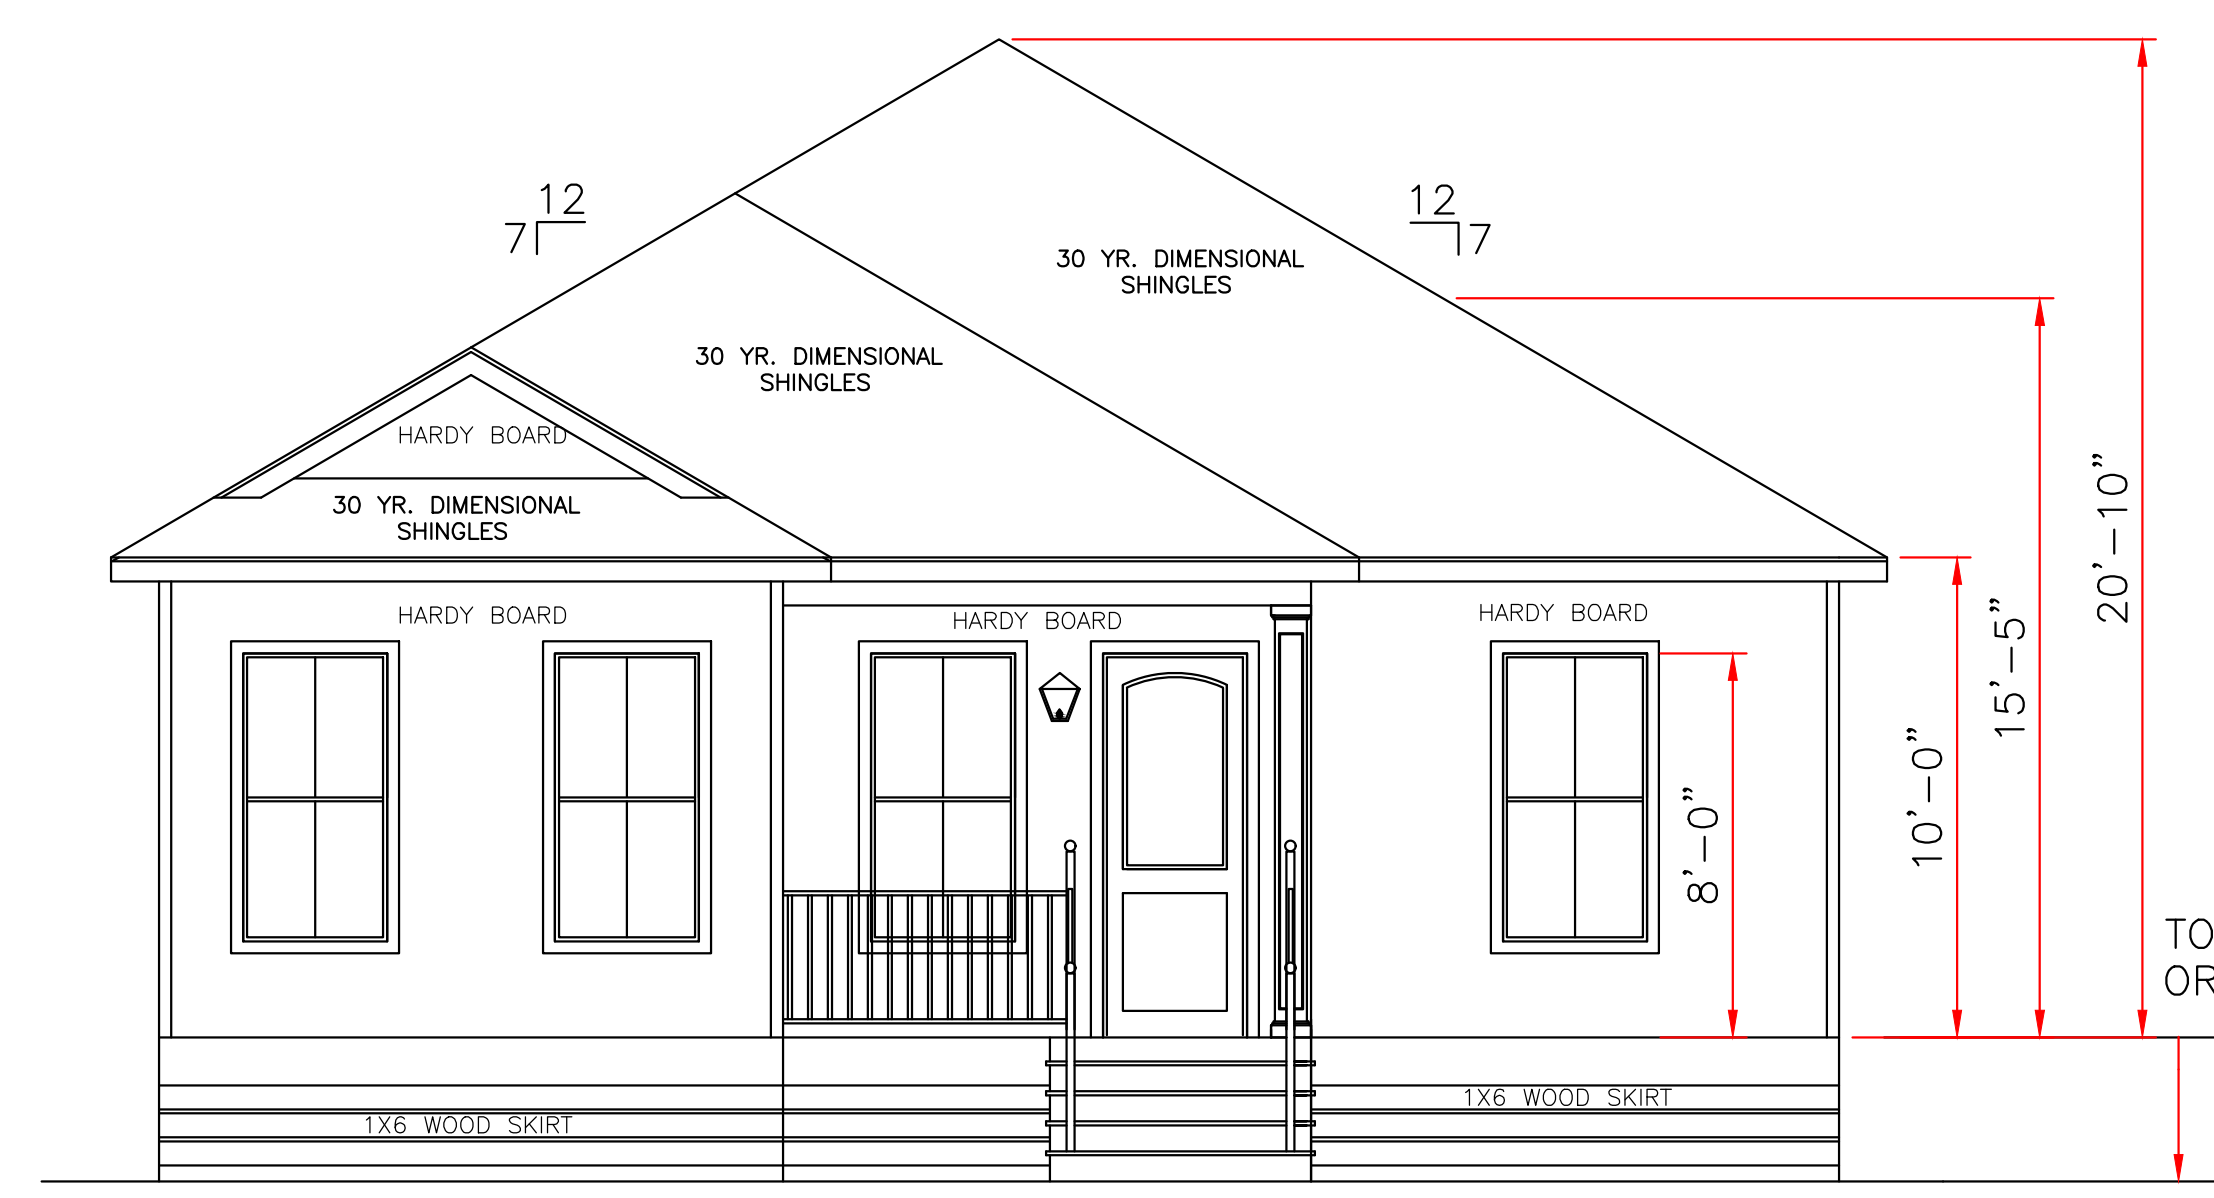 12
7
12
7
30 YR. DIMENSIONAL
SHINGLES
30 YR. DIMENSIONAL
SHINGLES
HARDY BOARD
30 YR. DIMENSIONAL
SHINGLES
HARDY BOARD
HARDY BOARD
HARDY BOARD
8'-0"
10'-0"
15'-5"
20'-10"
TO
OR
1X6 WOOD SKIRT
1X6 WOOD SKIRT